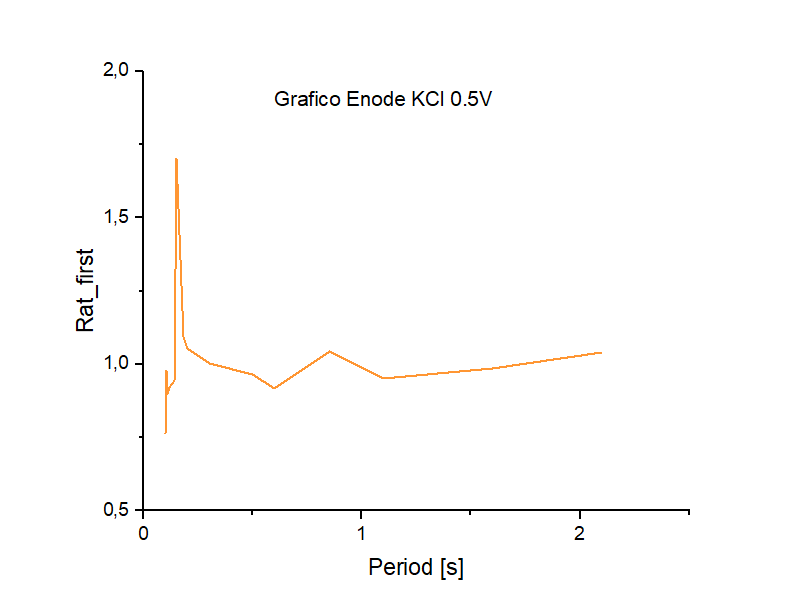 2,0
Grafico Enode KCl 0.5V
1,5
Rat_first
1,0
0,5
0
1
2
Period [s]